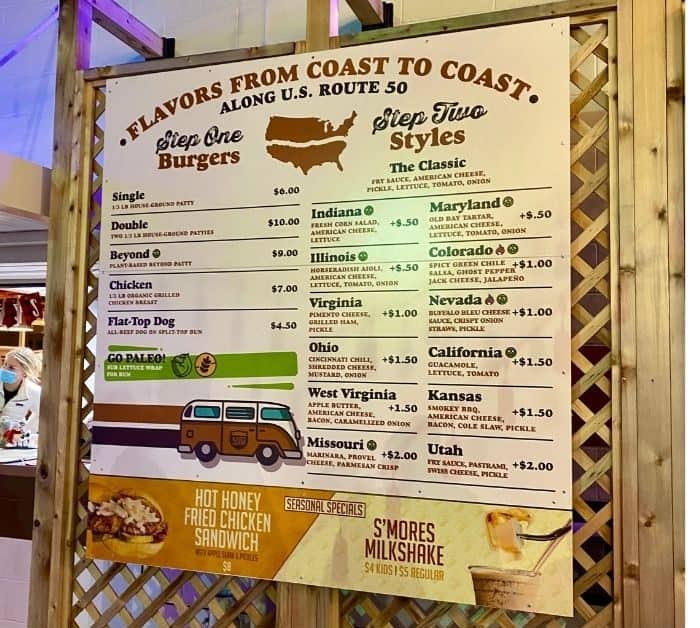 FLAVORS FROM COAST TO COAST
ALONG U.S. ROUTE 50
Step One
Burgers
Single $6.00
1/3 LB HOUSE-GROUND PATTY
Double $10.00
TWO 1/3 LB HOUSE-GROUND PATTIES
Beyond $9.00
PLANT-BASED BEYOND PATTY
Chicken $7.00
1/3 LB ORGANIC GRILLED
CHICKEN BREAST
Flat-Top Dog $4.50
ALL-BEEF DOG ON SPLIT-TOP BUN
GO PALEO!
SUB LETTUCE WRAP
FOR BUN
Step Two
Styles
The Classic
FRY SAUCE, AMERICAN CHEESE,
PICKLE, LETTUCE, TOMATO, ONION
Indiana +$.50
FRESH CORN SALAD,
AMERICAN CHEESE,
LETTUCE
Illinois +$.50
HORSERADISH AIOLI,
AMERICAN CHEESE,
LETTUCE, TOMATO, ONION
Virginia +$1.00
PIMENTO CHEESE,
GRILLED HAM,
PICKLE
Ohio +$1.50
CINCINNATI CHILI,
SHREDDED CHEESE,
MUSTARD, ONION
West Virginia +1.50
APPLE BUTTER,
AMERICAN CHEESE,
BACON, CARAMELIZED ONION
Missouri +$2.00
MARINARA, PROVEL
CHEESE, PARMESAN CRISP
Maryland +$.50
OLD BAY TARTAR,
AMERICAN CHEESE,
LETTUCE, TOMATO, ONION
Colorado +$1.00
SPICY GREEN CHILE
SALSA, GHOST PEPPER
JACK CHEESE, JALAPEÑO
Nevada +$1.00
BUFFALO BLEU CHEESE
SAUCE, CRISPY ONION
STRAWS, PICKLE
California +$1.50
GUACAMOLE,
LETTUCE, TOMATO
Kansas +$1.50
SMOKEY BBQ,
AMERICAN CHEESE,
BACON, COLE SLAW, PICKLE
Utah +$2.00
FRY SAUCE, PASTRAMI,
SWISS CHEESE, PICKLE
SEASONAL SPECIALS
HOT HONEY
FRIED CHICKEN
SANDWICH
WITH APPLE SLAW & PICKLES
$8
S'MORES
MILKSHAKE
$4 KIDS | $5 REGULAR